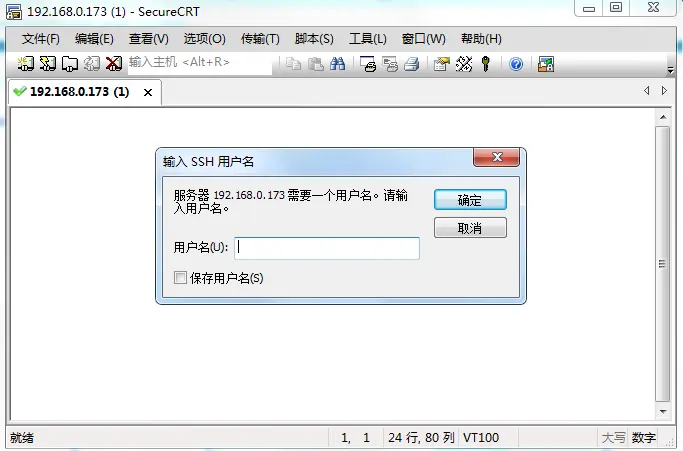 192.168.0.173 (1) - SecureCRT
文件(F) 编辑(E) 查看(V) 选项(O) 传输(T) 脚本(S) 工具(L) 窗口(W) 帮助(H)
输入主机 <Alt+R>
192.168.0.173 (1)
输入 SSH 用户名
服务器 192.168.0.173 需要一个用户名。请输
入用户名。
确定
取消
用户名(U):
保存用户名(S)
就绪 1, 1 24 行, 80 列 VT100 大写 数字